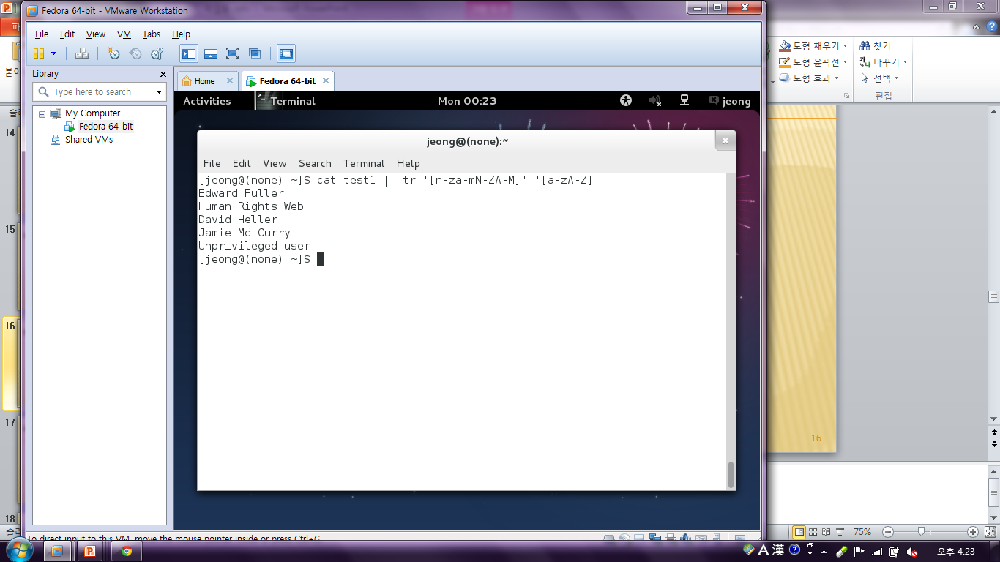 Fedora 64-bit - VMware Workstation
File Edit View VM Tabs Help
Library
Type here to search
My Computer
Fedora 64-bit
Shared VMs
Home
Fedora 64-bit
Activities
Terminal
Mon 00:23
jeong
jeong@(none):~
File Edit View Search Terminal Help
[jeong@(none) ~]$ cat test1 |  tr '[n-za-mN-ZA-M]' '[a-zA-Z]'
Edward Fuller
Human Rights Web
David Heller
Jamie Mc Curry
Unprivileged user
[jeong@(none) ~]$
To direct input to this VM, move the mouse pointer inside or press Ctrl+G.
14
15
16
17
18
도형 채우기
도형 윤곽선
도형 효과
찾기
바꾸기
선택
편집
16
75%
A 漢
오후 4:23